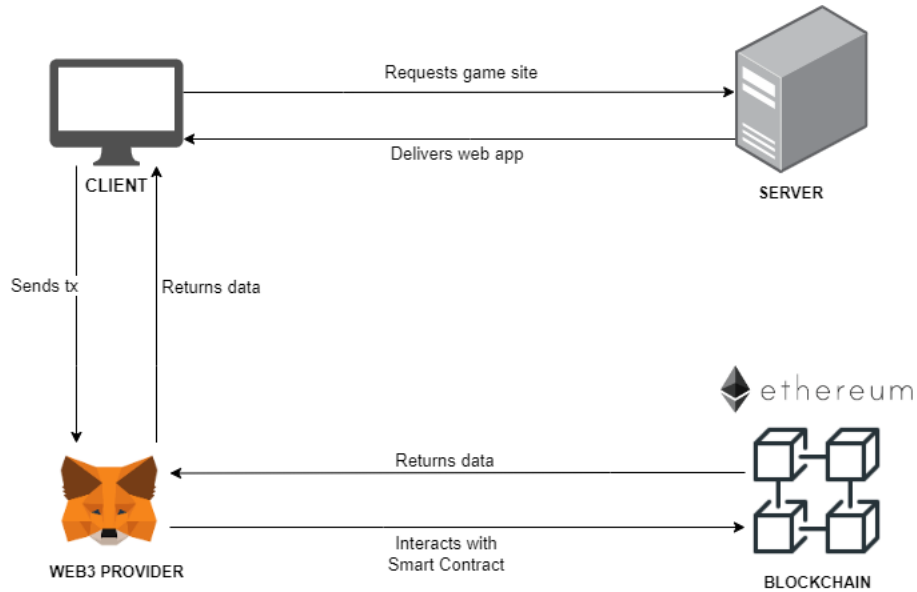 Requests game site
Delivers web app
CLIENT
SERVER
Sends tx
Returns data
ethereum
Returns data
Interacts with
Smart Contract
WEB3 PROVIDER
BLOCKCHAIN